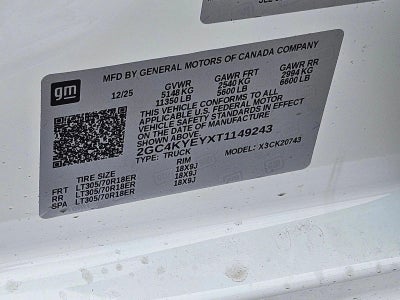 gm
MFD BY GENERAL MOTORS OF CANADA COMPANY
12/25
GVWR GAWR FRT GAWR RR
5148 KG 2540 KG 2994 KG
11350 LB 5600 LB 6600 LB
THIS VEHICLE CONFORMS TO ALL
APPLICABLE U.S. FEDERAL MOTOR
VEHICLE SAFETY STANDARDS IN EFFECT
ON THE DATE OF MANUFACTURE
SHOWN ABOVE.
2GC4KYEYXT1149243
TYPE: TRUCK MODEL: X3CK20743
TIRE SIZE RIM
FRT LT305/70R18ER 18X9J
RR LT305/70R18ER 18X9J
SPA LT305/70R18ER 18X9J